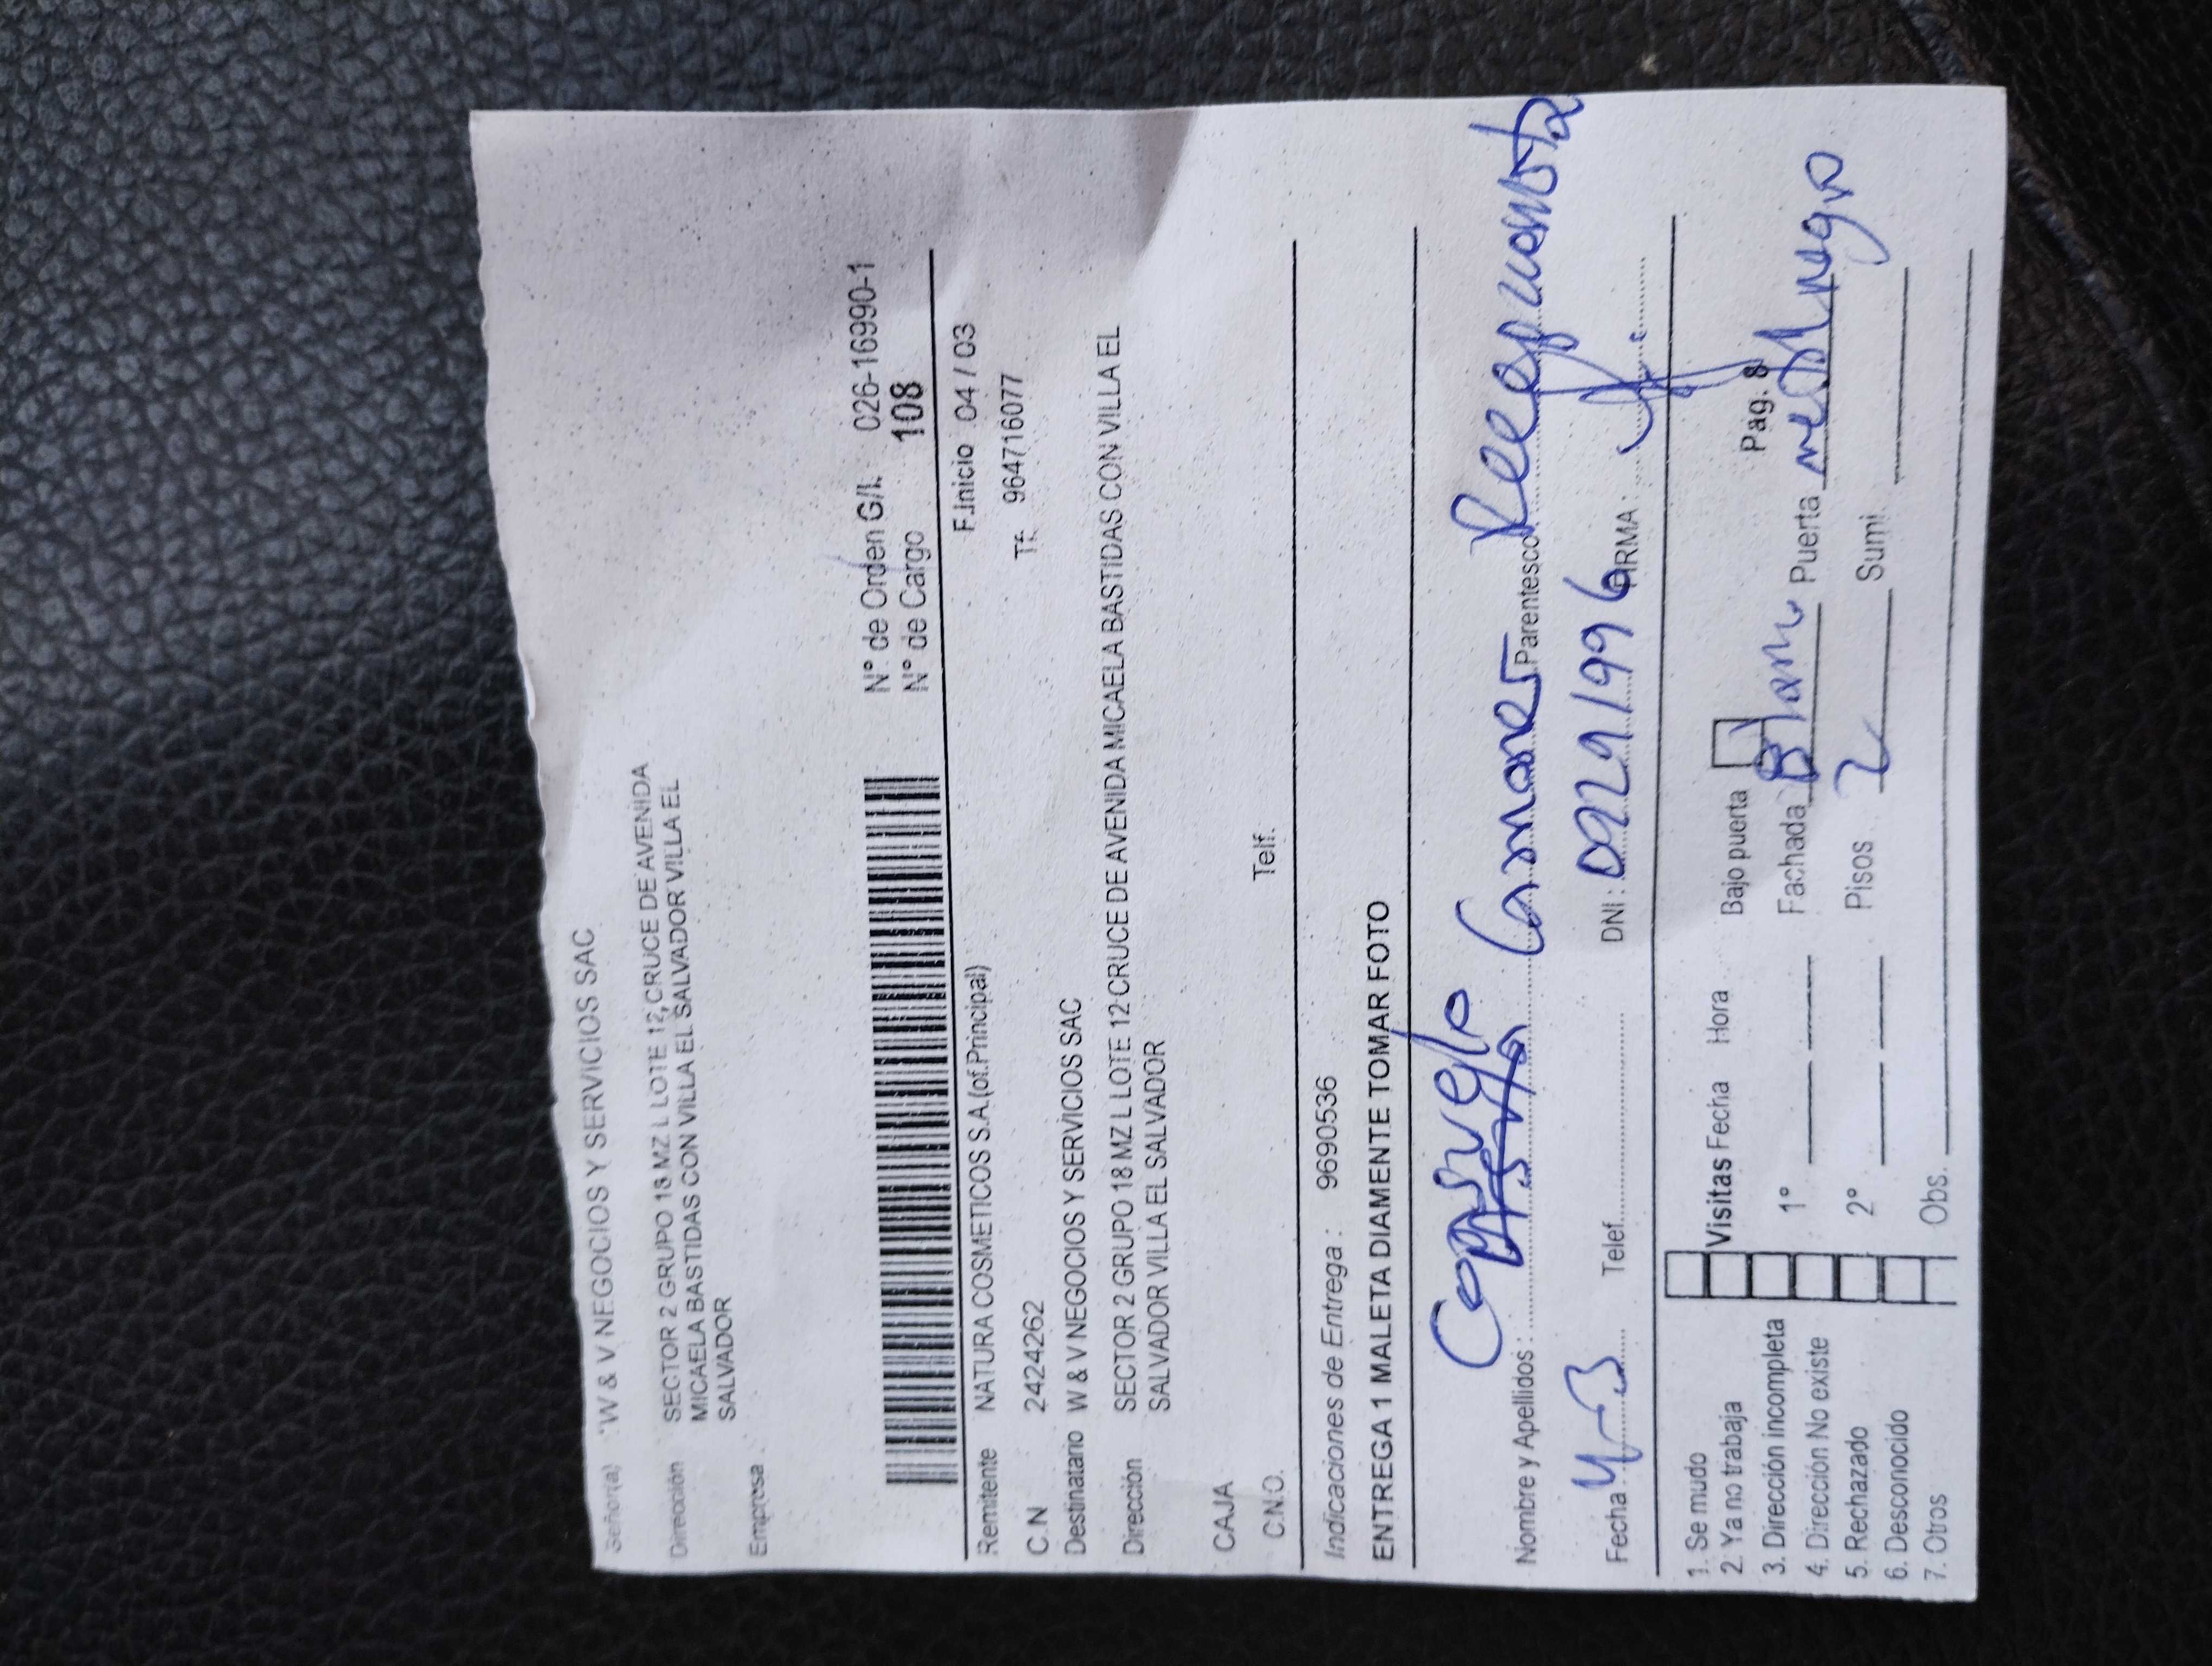 Señor(a) W & V NEGOCIOS Y SERVICIOS SAC
Dirección SECTOR 2 GRUPO 18 MZ L LOTE 12, CRUCE DE AVENIDA
MICAELA BASTIDAS CON VILLA EL SALVADOR VILLA EL
SALVADOR
Empresa
N° de Orden G/L 026-16990-1
N° de Cargo 108
Remitente NATURA COSMETICOS S.A.(of.Principal) F.Inicio 04 / 03
C.N 2424262 Tf. 964716077
Destinatario W & V NEGOCIOS Y SERVICIOS SAC
Dirección SECTOR 2 GRUPO 18 MZ L LOTE 12 CRUCE DE AVENIDA MICAELA BASTIDAS CON VILLA EL
SALVADOR VILLA EL SALVADOR
CAJA
C.N.O. Telf.
Indicaciones de Entrega : 9690536
ENTREGA 1 MALETA DIAMENTE TOMAR FOTO
Nombre y Apellidos : Consuelo Parentesco
Fecha 4-3 Telef. DNI : 09291996 FIRMA :
Pag. 8
1. Se mudo
2. Ya no trabaja
3. Dirección incompleta
4. Dirección No existe
5. Rechazado
6. Desconocido
7. Otros
Visitas Fecha Hora Bajo puerta
1° Fachada Puerta negro
2° Pisos 2 Sumi.
Obs.